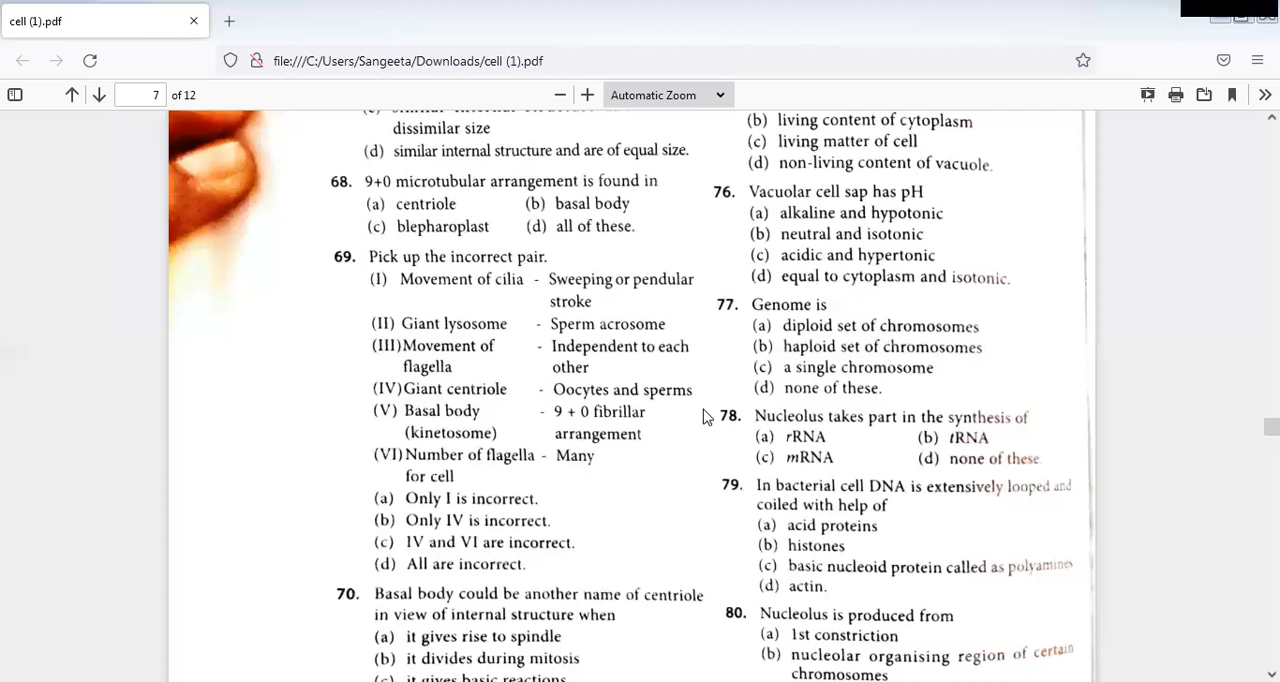 cell (1).pdf
file:///C:/Users/Sangeeta/Downloads/cell (1).pdf
7 of 12
Automatic Zoom
dissimilar size
(d) similar internal structure and are of equal size.
68. 9+0 microtubular arrangement is found in
(a) centriole (b) basal body
(c) blepharoplast (d) all of these.
69. Pick up the incorrect pair.
(I) Movement of cilia - Sweeping or pendular
stroke
(II) Giant lysosome - Sperm acrosome
(III) Movement of - Independent to each
flagella other
(IV) Giant centriole - Oocytes and sperms
(V) Basal body - 9 + 0 fibrillar
(kinetosome) arrangement
(VI) Number of flagella - Many
for cell
(a) Only I is incorrect.
(b) Only IV is incorrect.
(c) IV and VI are incorrect.
(d) All are incorrect.
70. Basal body could be another name of centriole
in view of internal structure when
(a) it gives rise to spindle
(b) it divides during mitosis
(c) it gives basic reactions
(b) living content of cytoplasm
(c) living matter of cell
(d) non-living content of vacuole.
76. Vacuolar cell sap has pH
(a) alkaline and hypotonic
(b) neutral and isotonic
(c) acidic and hypertonic
(d) equal to cytoplasm and isotonic.
77. Genome is
(a) diploid set of chromosomes
(b) haploid set of chromosomes
(c) a single chromosome
(d) none of these.
78. Nucleolus takes part in the synthesis of
(a) rRNA (b) tRNA
(c) mRNA (d) none of these
79. In bacterial cell DNA is extensively looped and
coiled with help of
(a) acid proteins
(b) histones
(c) basic nucleoid protein called as polyamines
(d) actin.
80. Nucleolus is produced from
(a) 1st constriction
(b) nucleolar organising region of certain
chromosomes